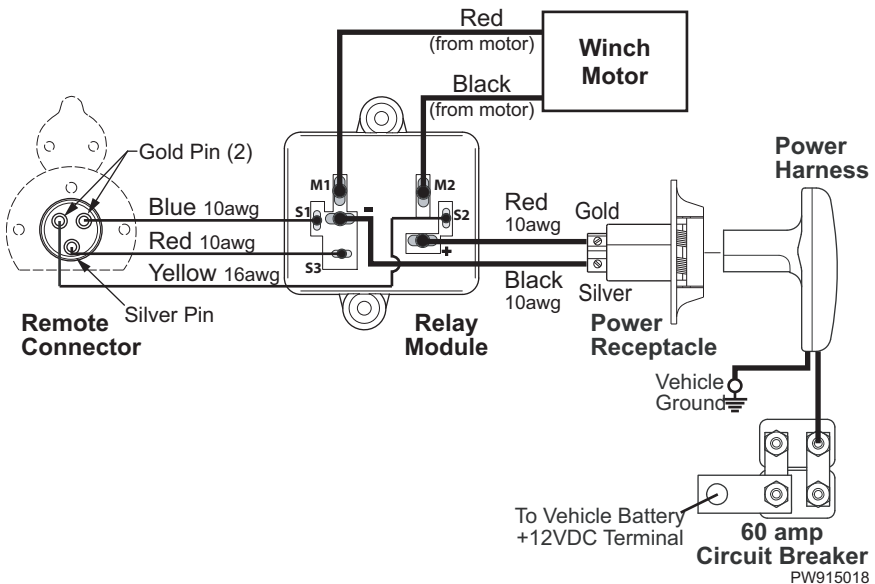 Red
(from motor)
Winch
Motor
Black
(from motor)
Gold Pin (2)
Power
Harness
M1
M2
Blue 10awg
S1
-
S2
Red
10awg
Gold
Red 10awg
S3
+
Yellow 16awg
Black
10awg
Silver
Silver Pin
Remote
Connector
Relay
Module
Power
Receptacle
Vehicle
Ground
To Vehicle Battery
+12VDC Terminal
60 amp
Circuit Breaker
PW915018